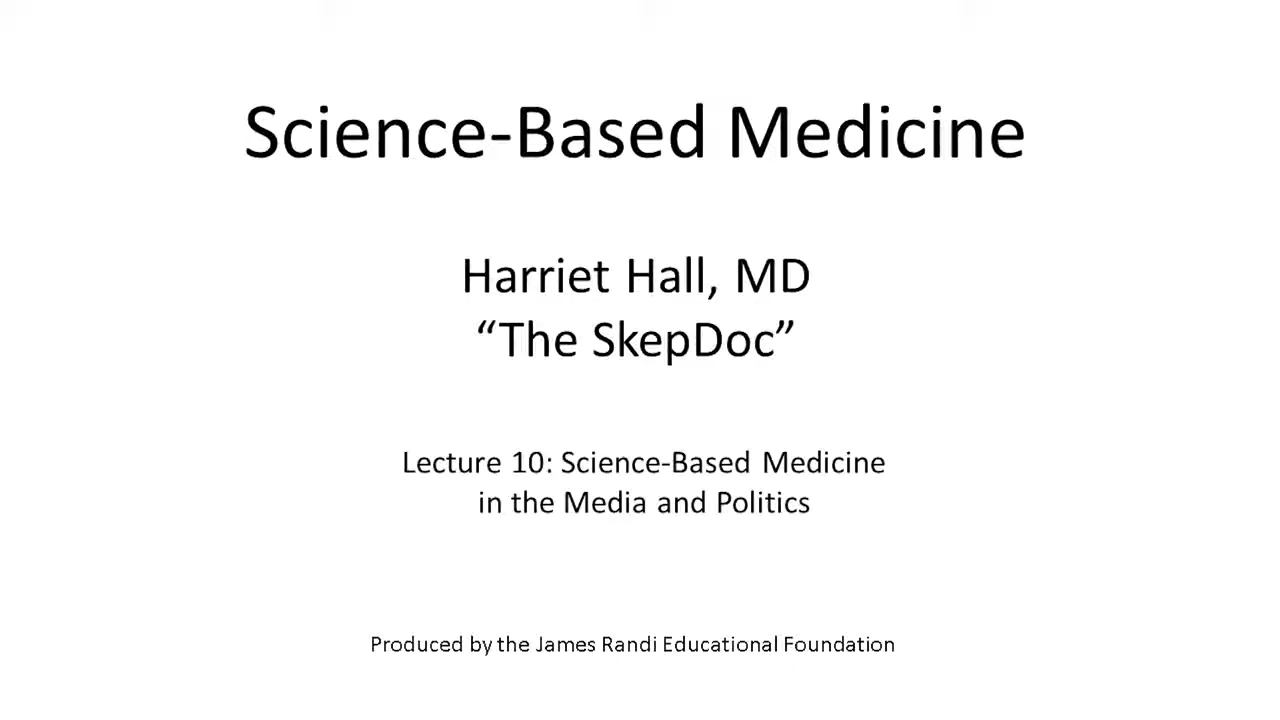 Science-Based Medicine
Harriet Hall, MD
“The SkepDoc”
Lecture 10: Science-Based Medicine
in the Media and Politics
Produced by the James Randi Educational Foundation